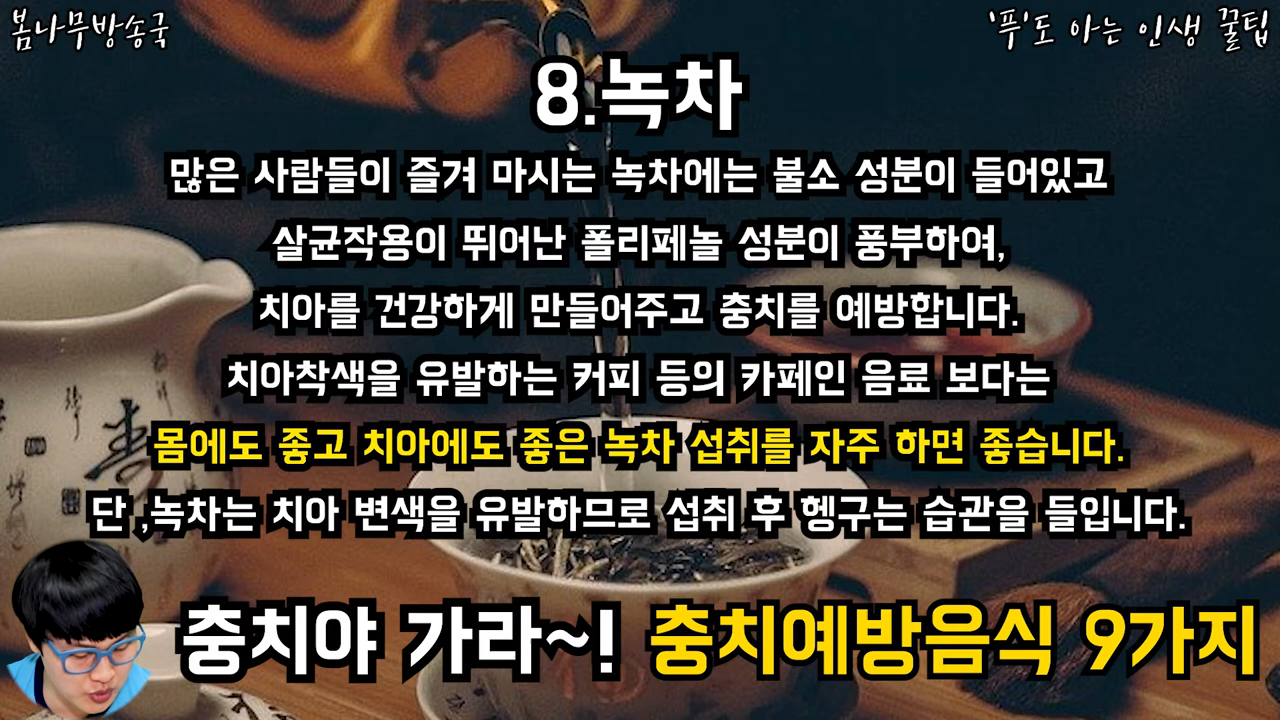 봄나무방송국
'푸'도 아는 인생 꿀팁
8.녹차
많은 사람들이 즐겨 마시는 녹차에는 불소 성분이 들어있고
살균작용이 뛰어난 폴리페놀 성분이 풍부하여,
치아를 건강하게 만들어주고 충치를 예방합니다.
치아착색을 유발하는 커피 등의 카페인 음료 보다는
몸에도 좋고 치아에도 좋은 녹차 섭취를 자주 하면 좋습니다.
단 ,녹차는 치아 변색을 유발하므로 섭취 후 헹구는 습관을 들입니다.
충치야 가라~! 충치예방음식 9가지